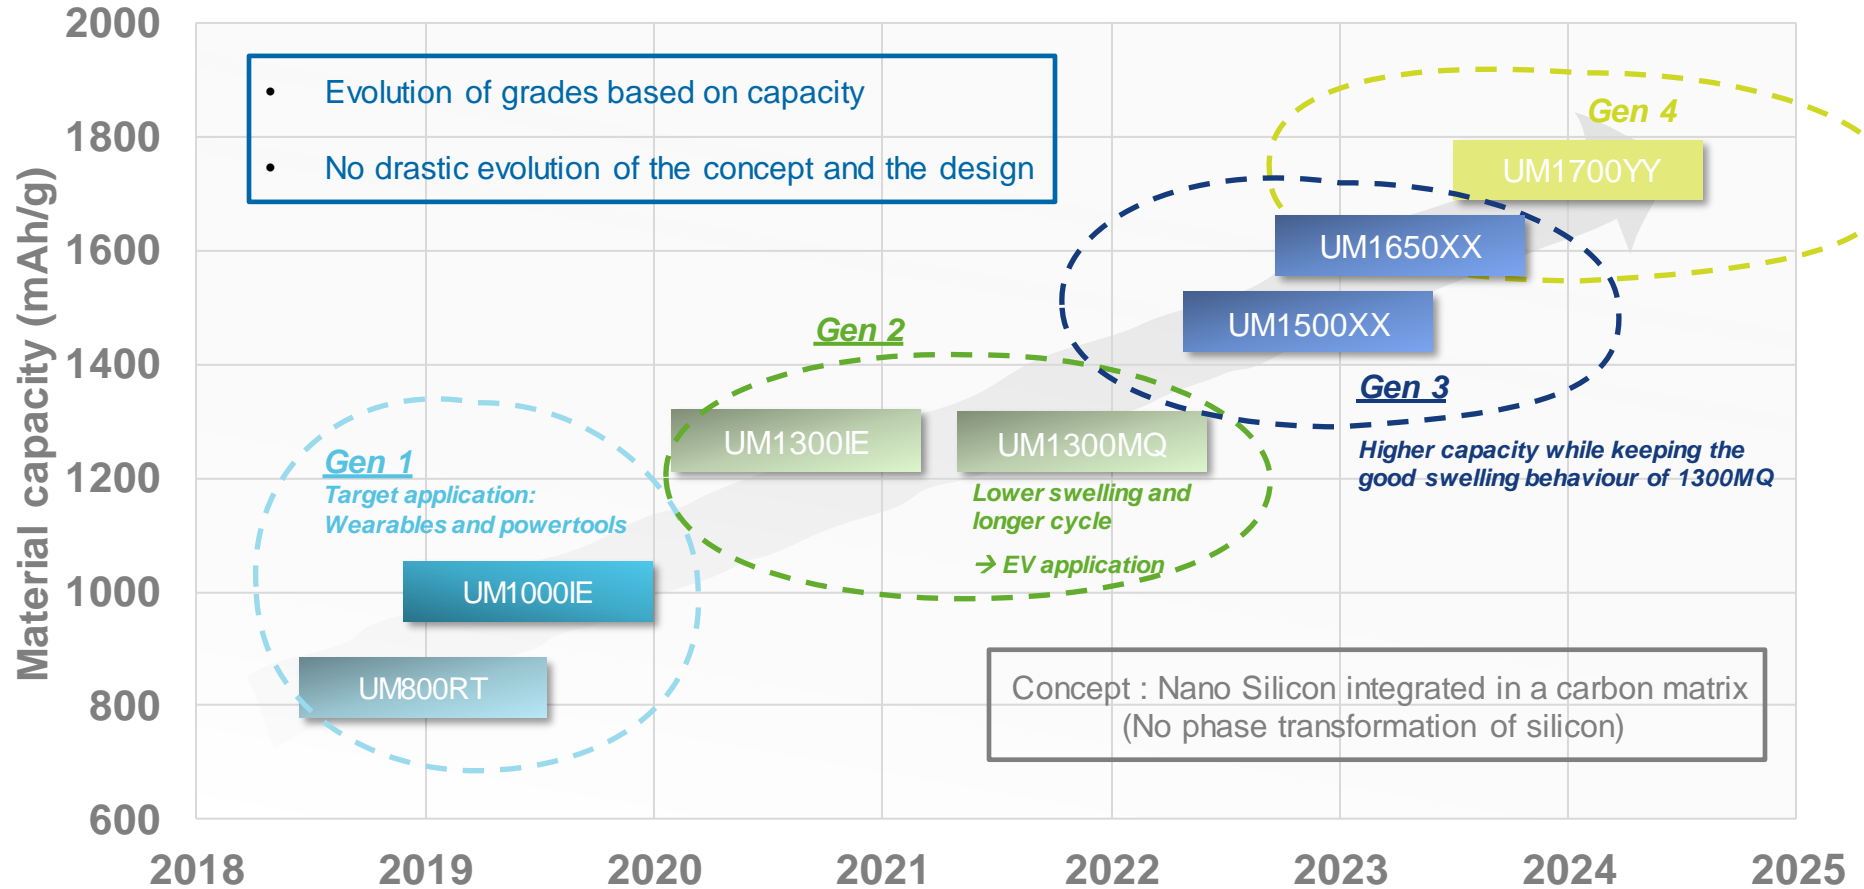 Material capacity (mAh/g)
2000
1800
1600
1400
1200
1000
800
600
• Evolution of grades based on capacity
• No drastic evolution of the concept and the design
Gen 4
UM1700YY
UM1650XX
UM1500XX
Gen 3
Higher capacity while keeping the
good swelling behaviour of 1300MQ
Gen 2
UM1300IE
UM1300MQ
Lower swelling and
longer cycle
→ EV application
Gen 1
Target application:
Wearables and powertools
UM1000IE
UM800RT
Concept : Nano Silicon integrated in a carbon matrix
(No phase transformation of silicon)
2018
2019
2020
2021
2022
2023
2024
2025